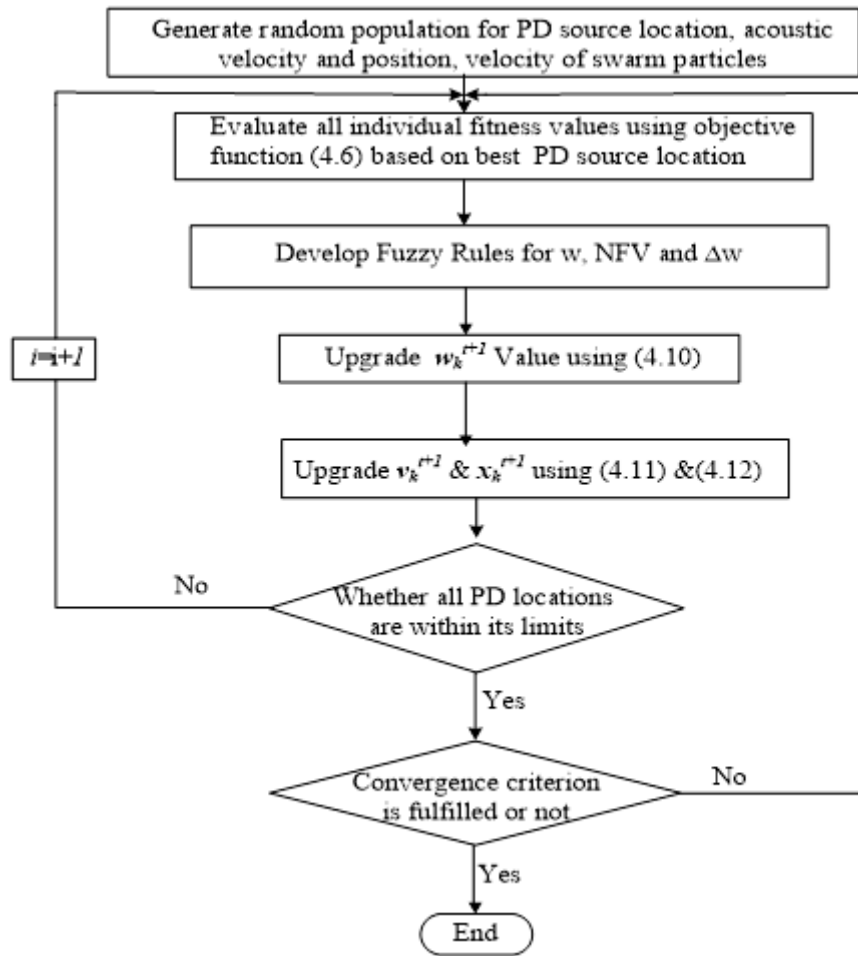 Generate random population for PD source location, acoustic
velocity and position, velocity of swarm particles
Evaluate all individual fitness values using objective
function (4.6) based on best PD source location
Develop Fuzzy Rules for w, NFV and Δw
i=i+1
Upgrade w_k^{t+1} Value using (4.10)
Upgrade v_k^{t+1} & x_k^{t+1} using (4.11) &(4.12)
No
Whether all PD locations
are within its limits
Yes
Convergence criterion
is fulfilled or not
No
Yes
End